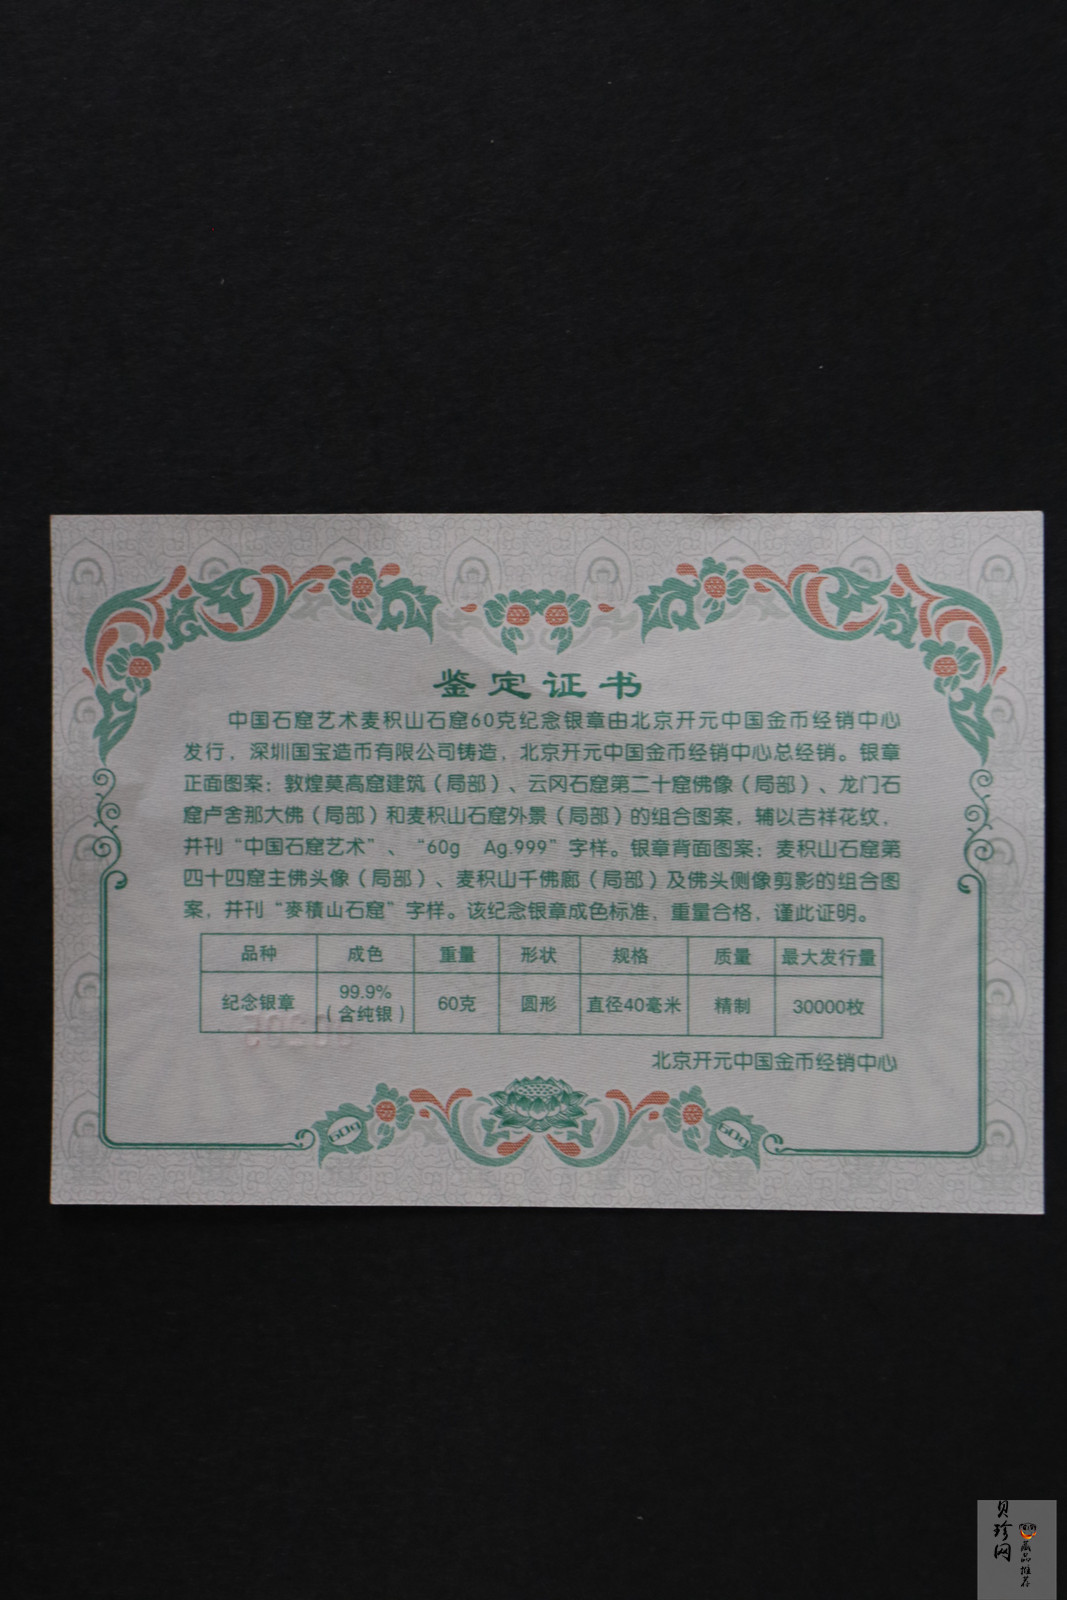 鉴定证书
中国石窟艺术麦积山石窟60克纪念银章由北京开元中国金币经销中心
发行，深圳国宝造币有限公司铸造，北京开元中国金币经销中心总经销。银章
正面图案：敦煌莫高窟建筑（局部）、云冈石窟第二十窟佛像（局部）、龙门石
窟卢舍那大佛（局部）和麦积山石窟外景（局部）的组合图案，辅以吉祥花纹，
并刊“中国石窟艺术”、“60g Ag.999”字样。银章背面图案：麦积山石窟第
四十四窟主佛头像（局部）、麦积山千佛廊（局部）及佛头侧像剪影的组合图
案，并刊“麥積山石窟”字样。该纪念银章成色标准，重量合格，谨此证明。
品种 成色 重量 形状 规格 质量 最大发行量
纪念银章 99.9%（含纯银） 60克 圆形 直径40毫米 精制 30000枚
北京开元中国金币经销中心
60g 60g
贝珍网
藏品推荐